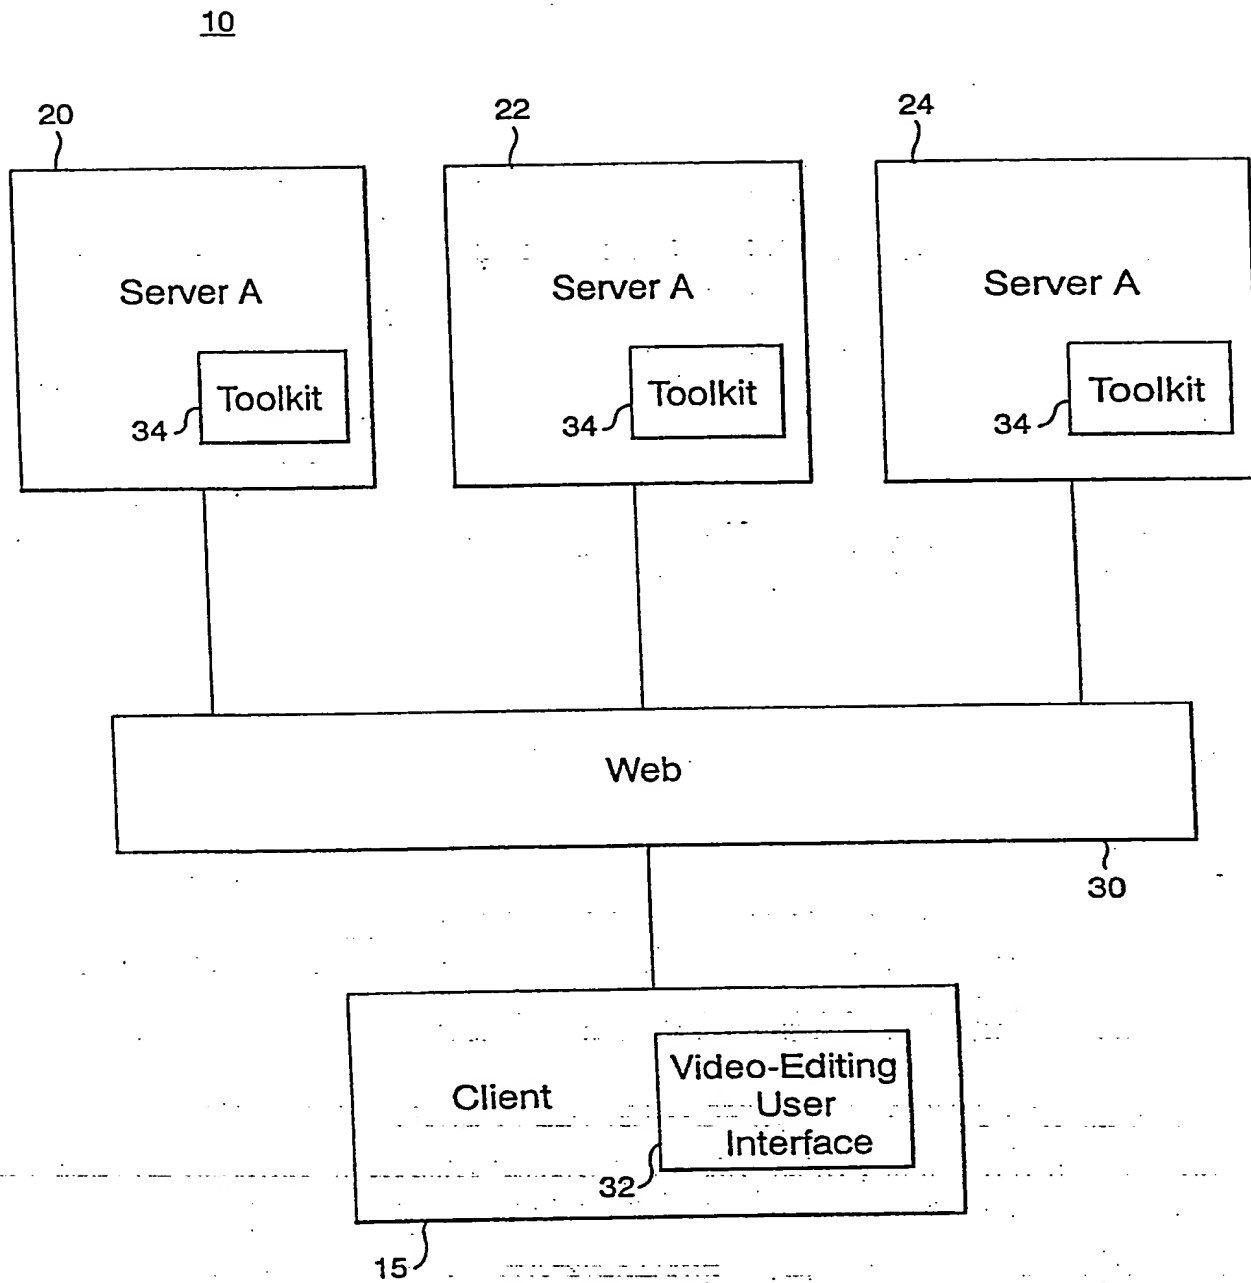 10
20
22
24
Server A
Server A
Server A
Toolkit
Toolkit
Toolkit
34
34
34
Web
30
Client
Video-Editing
User
Interface
32
15